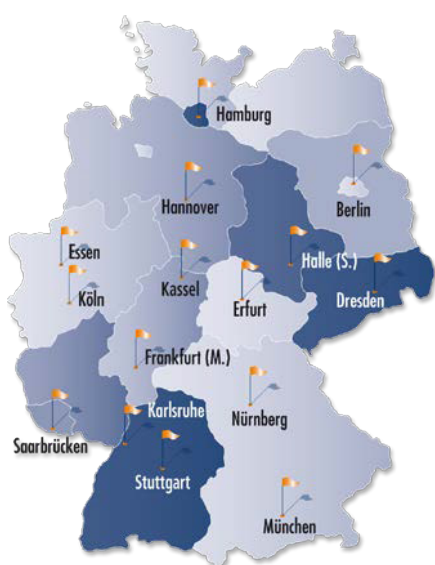 Hamburg
Hannover
Berlin
Essen
Halle (S.)
Köln
Kassel
Erfurt
Dresden
Frankfurt (M.)
Karlsruhe
Nürnberg
Saarbrücken
Stuttgart
München